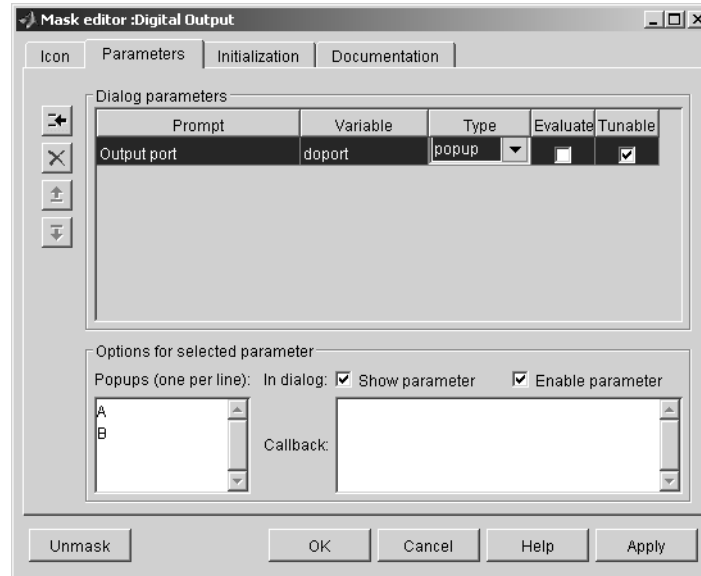 Mask editor :Digital Output
Icon Parameters Initialization Documentation
Dialog parameters
Prompt Variable Type Evaluate Tunable
Output port doport popup
Options for selected parameter
Popups (one per line): In dialog: Show parameter Enable parameter
A
B
Callback:
Unmask OK Cancel Help Apply